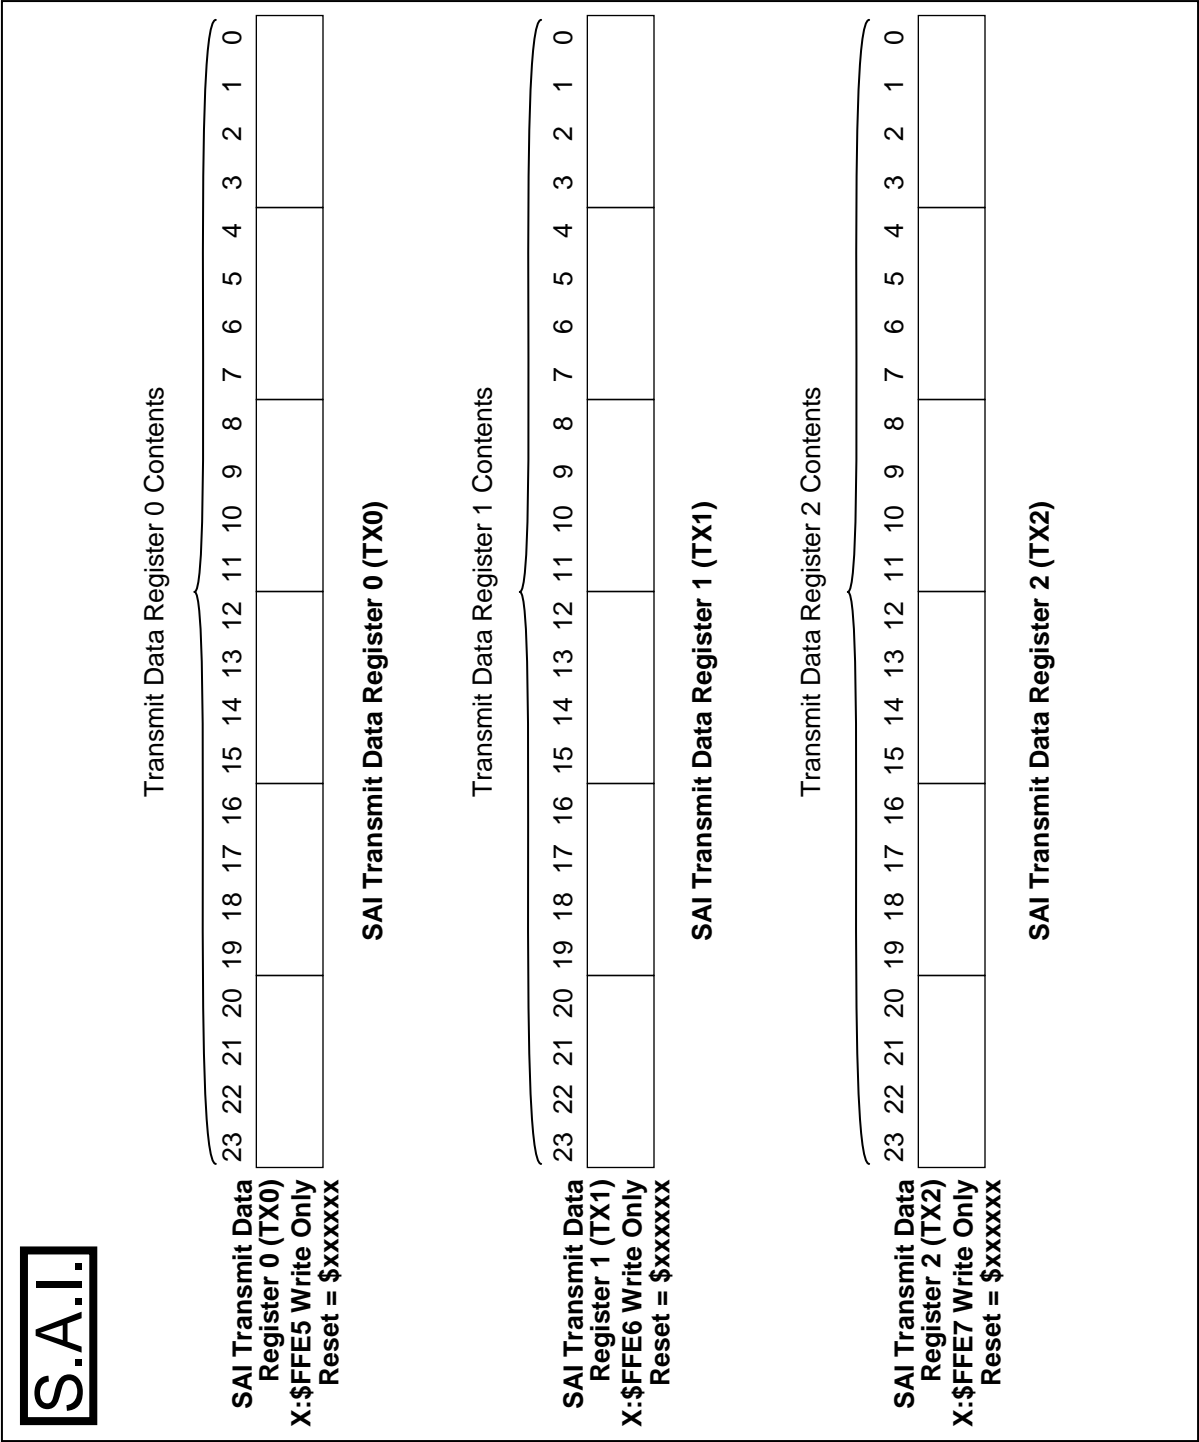 S.A.I.
Transmit Data Register 0 Contents
23 22 21 20 19 18 17 16 15 14 13 12 11 10 9 8 7 6 5 4 3 2 1 0
SAI Transmit Data
Register 0 (TX0)
X:$FFE5 Write Only
Reset = $xxxxxx
SAI Transmit Data Register 0 (TX0)
Transmit Data Register 1 Contents
23 22 21 20 19 18 17 16 15 14 13 12 11 10 9 8 7 6 5 4 3 2 1 0
SAI Transmit Data
Register 1 (TX1)
X:$FFE6 Write Only
Reset = $xxxxxx
SAI Transmit Data Register 1 (TX1)
Transmit Data Register 2 Contents
23 22 21 20 19 18 17 16 15 14 13 12 11 10 9 8 7 6 5 4 3 2 1 0
SAI Transmit Data
Register 2 (TX2)
X:$FFE7 Write Only
Reset = $xxxxxx
SAI Transmit Data Register 2 (TX2)